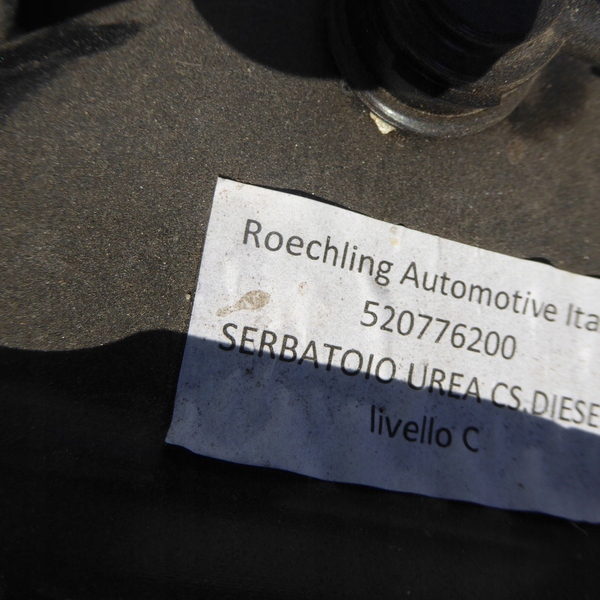 Roechling Automotive Ita
520776200
SERBATOIO UREA CS.DIESE
livello C